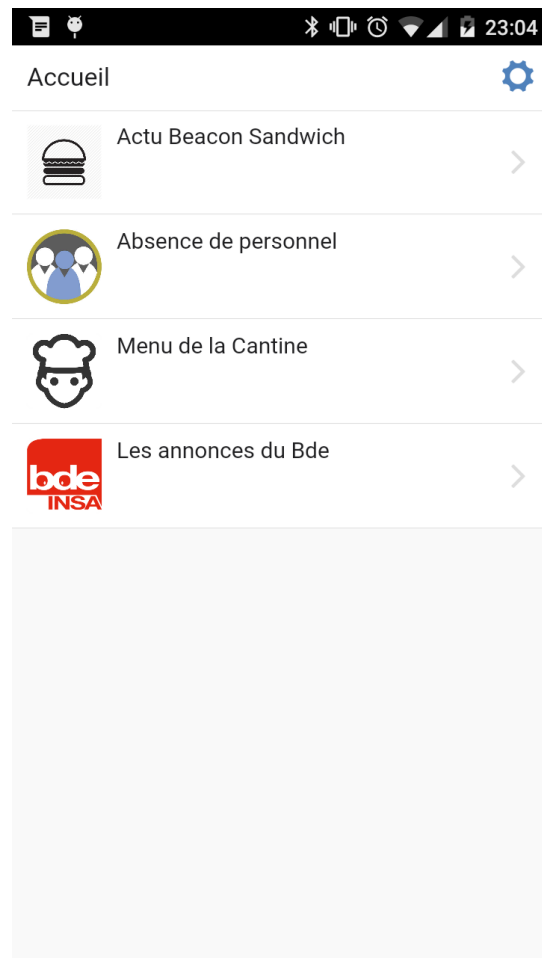 23:04
Accueil
Actu Beacon Sandwich
Absence de personnel
Menu de la Cantine
Les annonces du Bde
bde
INSA